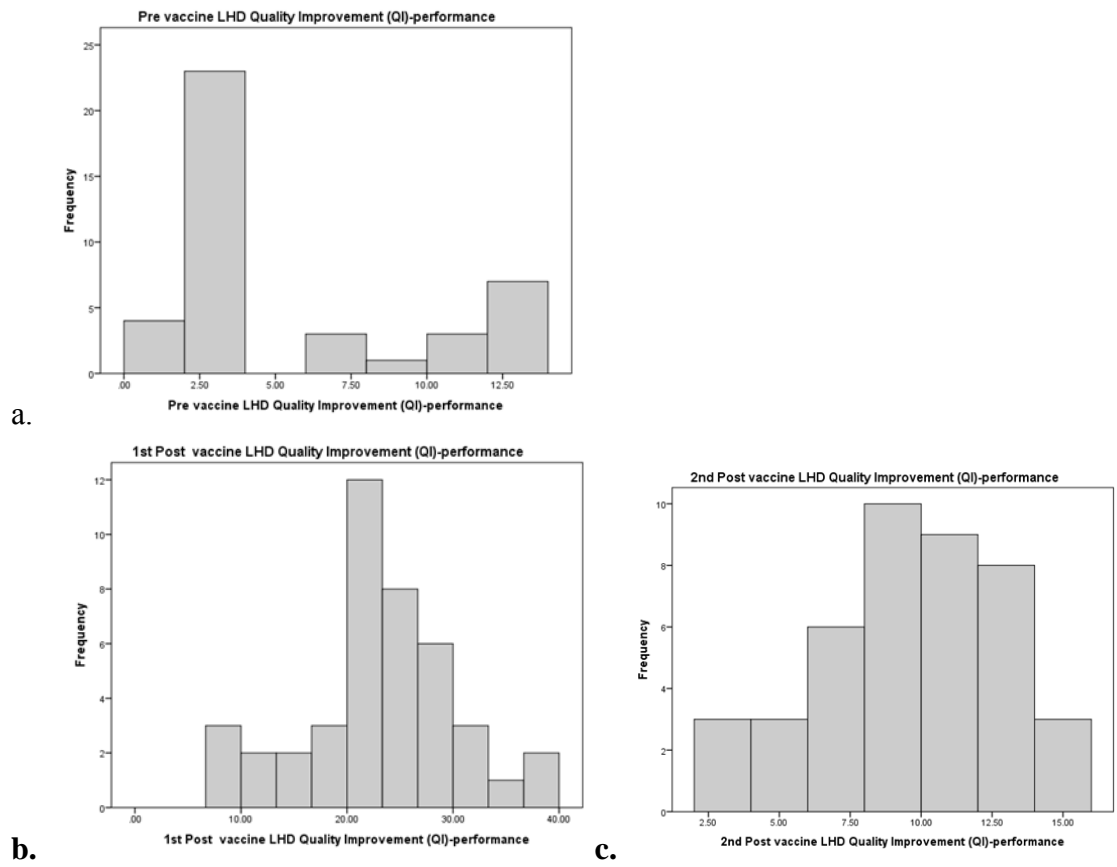 Pre vaccine LHD Quality Improvement (QI)-performance
25
20
15
10
5
0
Frequency
.00 2.50 5.00 7.50 10.00 12.50
Pre vaccine LHD Quality Improvement (QI)-performance
a.
1st Post vaccine LHD Quality Improvement (QI)-performance
12
10
8
6
4
2
0
Frequency
.00 10.00 20.00 30.00 40.00
1st Post vaccine LHD Quality Improvement (QI)-performance
b.
2nd Post vaccine LHD Quality Improvement (QI)-performance
10
8
6
4
2
0
Frequency
2.50 5.00 7.50 10.00 12.50 15.00
2nd Post vaccine LHD Quality Improvement (QI)-performance
c.